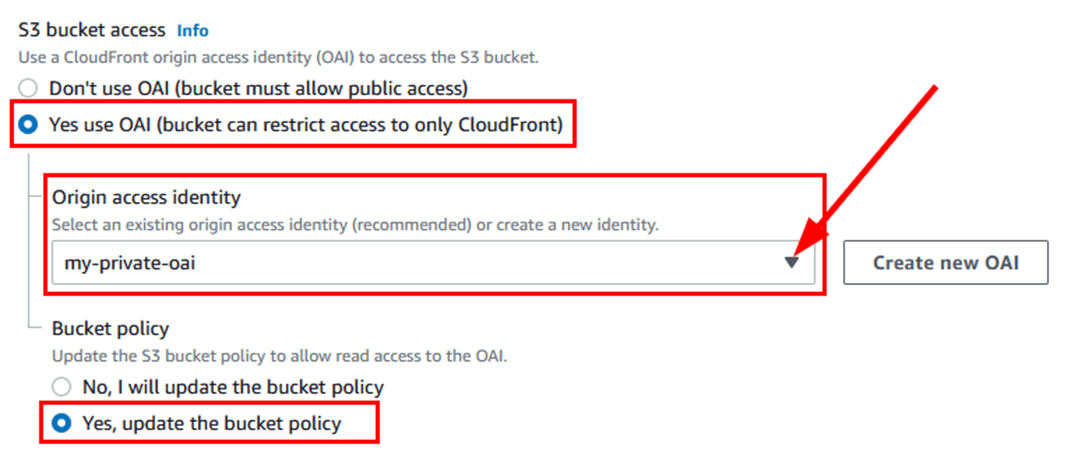 S3 bucket access Info
Use a CloudFront origin access identity (OAI) to access the S3 bucket.
Don't use OAI (bucket must allow public access)
Yes use OAI (bucket can restrict access to only CloudFront)
Origin access identity
Select an existing origin access identity (recommended) or create a new identity.
my-private-oai
Create new OAI
Bucket policy
Update the S3 bucket policy to allow read access to the OAI.
No, I will update the bucket policy
Yes, update the bucket policy